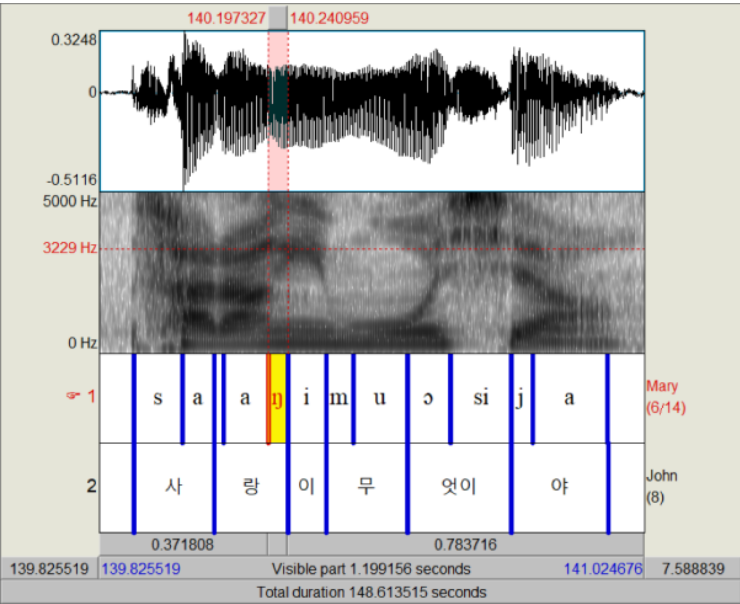 140.197327 140.240959
0.3248
0
-0.5116
5000 Hz
3229 Hz
0 Hz
☞ 1 s a a ŋ i m u ɔ si j a Mary (6/14)
2 사 랑 이 무 엇이 야 John (8)
0.371808 0.783716
139.825519 139.825519 Visible part 1.199156 seconds 141.024676 7.588839
Total duration 148.613515 seconds